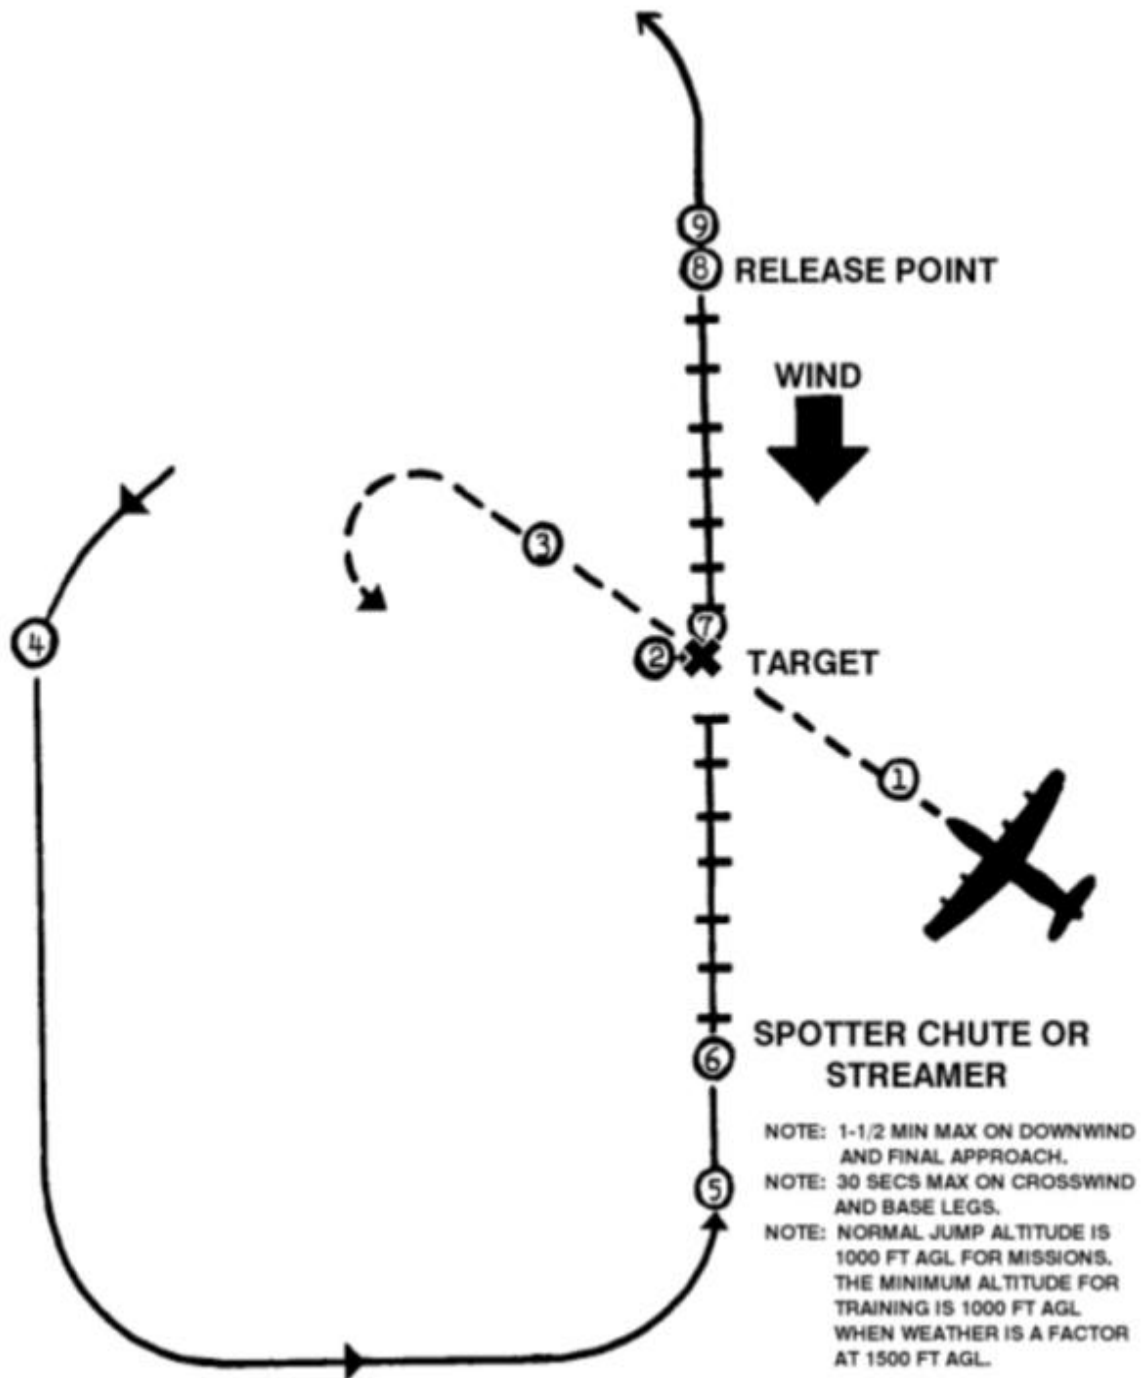 9
8 RELEASE POINT
WIND
3
4
7
2 TARGET
1
SPOTTER CHUTE OR
6
STREAMER
NOTE: 1-1/2 MIN MAX ON DOWNWIND
AND FINAL APPROACH.
5
NOTE: 30 SECS MAX ON CROSSWIND
AND BASE LEGS.
NOTE: NORMAL JUMP ALTITUDE IS
1000 FT AGL FOR MISSIONS.
THE MINIMUM ALTITUDE FOR
TRAINING IS 1000 FT AGL
WHEN WEATHER IS A FACTOR
AT 1500 FT AGL.